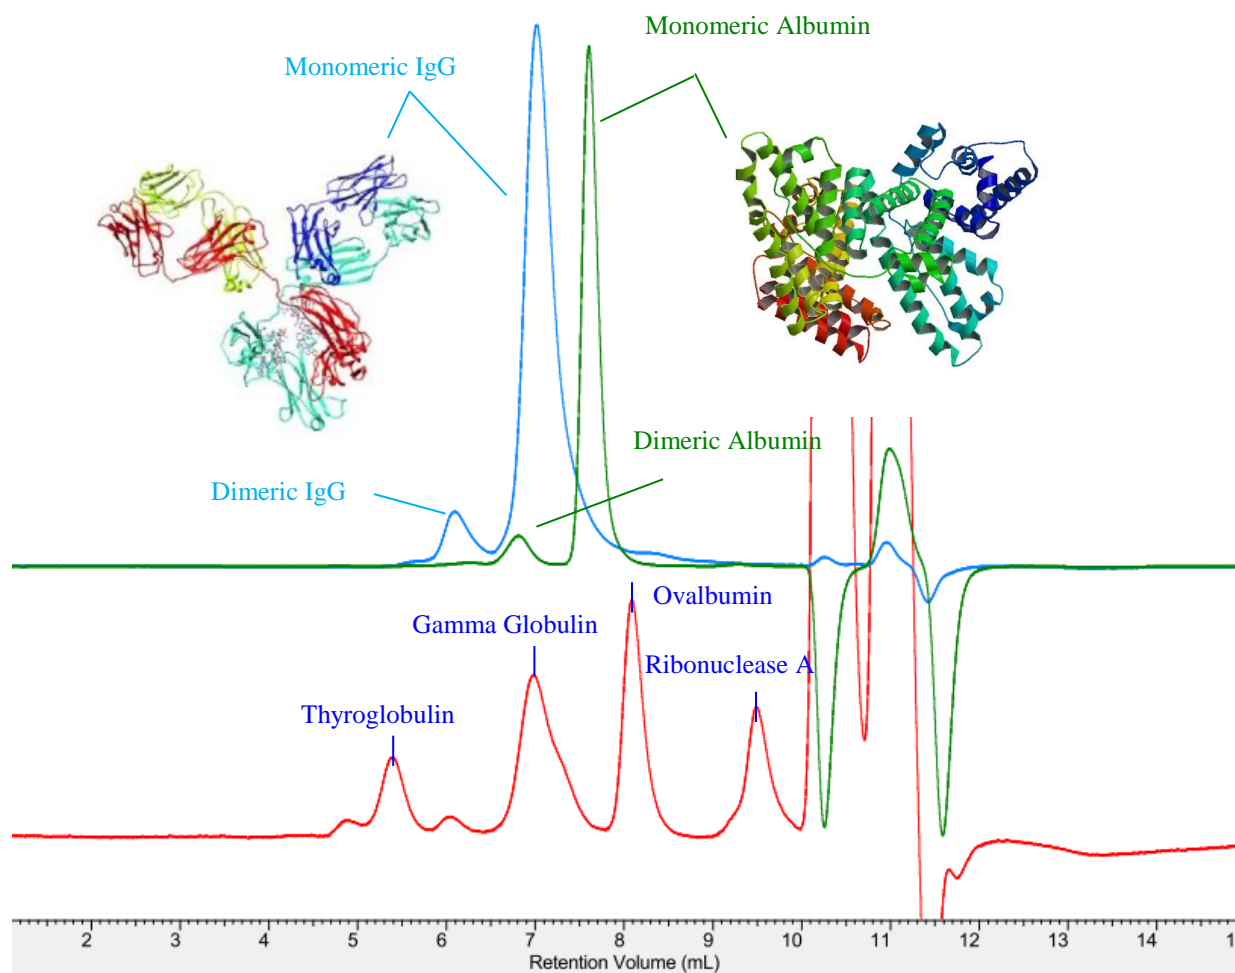 Monomeric Albumin
Monomeric IgG
Dimeric Albumin
Dimeric IgG
Ovalbumin
Gamma Globulin
Ribonuclease A
Thyroglobulin
2 3 4 5 6 7 8 9 10 11 12 13 14 15
Retention Volume (mL)